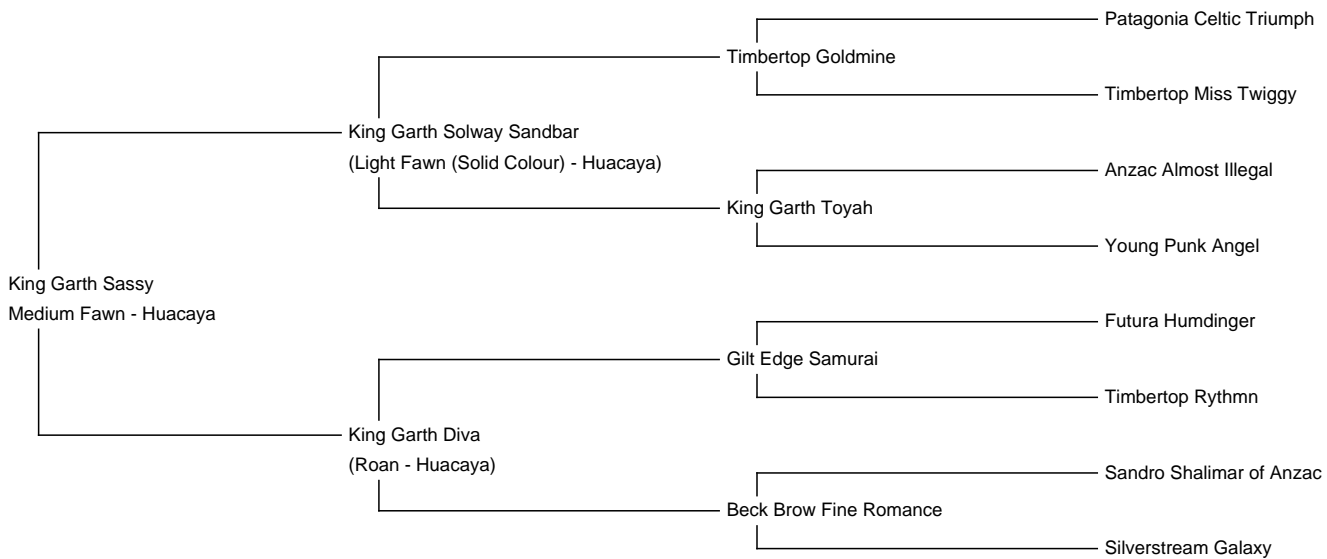 Patagonia Celtic Triumph
Timbertop Goldmine
Timbertop Miss Twiggy
King Garth Solway Sandbar
(Light Fawn (Solid Colour) - Huacaya)
Anzac Almost Illegal
King Garth Toyah
Young Punk Angel
King Garth Sassy
Medium Fawn - Huacaya
Futura Humdinger
Gilt Edge Samurai
Timbertop Rythmn
King Garth Diva
(Roan - Huacaya)
Sandro Shalimar of Anzac
Beck Brow Fine Romance
Silverstream Galaxy